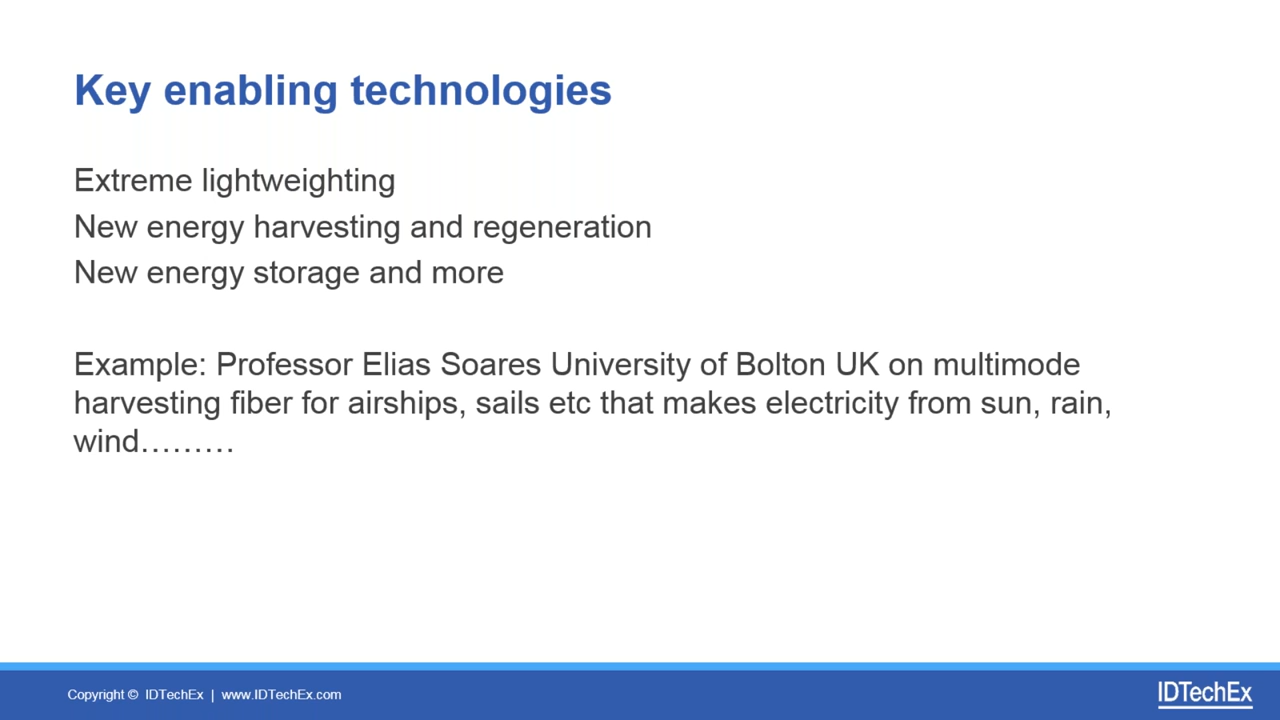 Key enabling technologies
Extreme lightweighting
New energy harvesting and regeneration
New energy storage and more
Example: Professor Elias Soares University of Bolton UK on multimode
harvesting fiber for airships, sails etc that makes electricity from sun, rain,
wind………
Copyright © IDTechEx | www.IDTechEx.com
IDTechEx